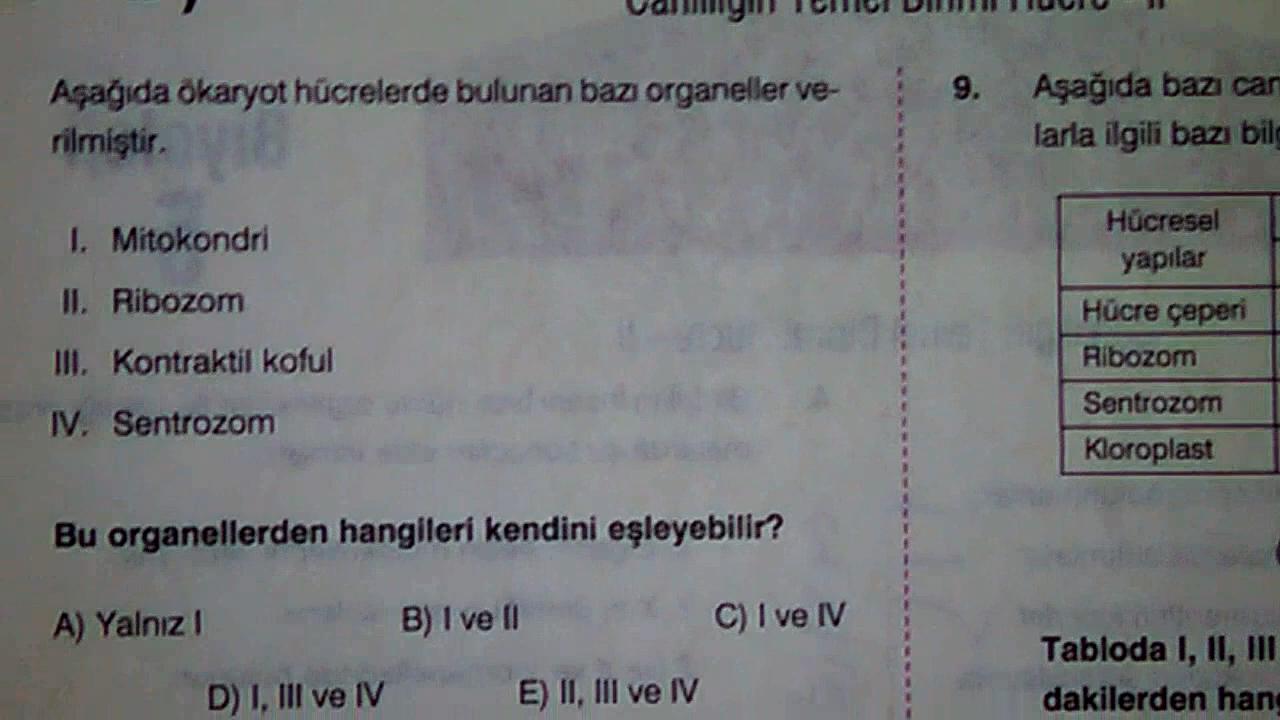 Canlılığın Temel Birimi Hücre - II
Aşağıda ökaryot hücrelerde bulunan bazı organeller ve-
rilmiştir.
I. Mitokondri
II. Ribozom
III. Kontraktil koful
IV. Sentrozom
Bu organellerden hangileri kendini eşleyebilir?
A) Yalnız I
B) I ve II
C) I ve IV
D) I, III ve IV
E) II, III ve IV
9. Aşağıda bazı can
larla ilgili bazı bilg
Hücresel
yapılar
Hücre çeperi
Ribozom
Sentrozom
Kloroplast
Tabloda I, II, III
dakilerden hang